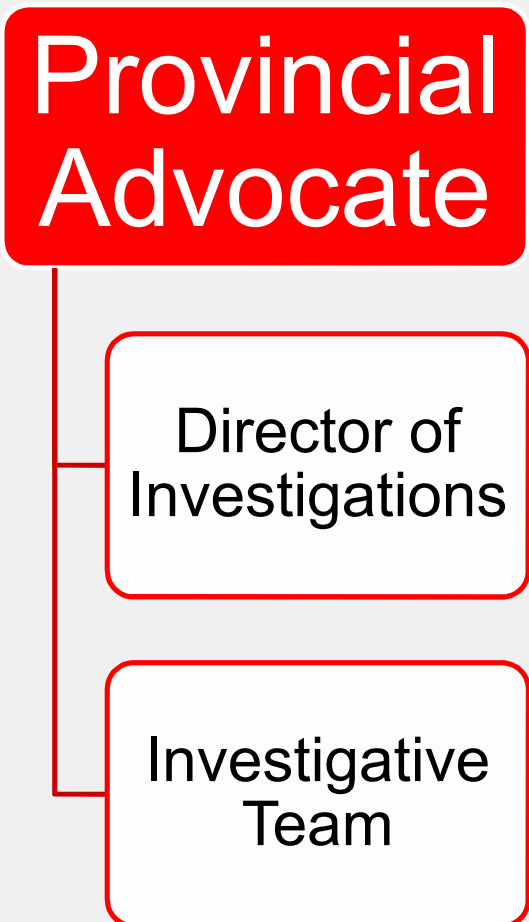 Provincial
Advocate
Director of
Investigations
Investigative
Team